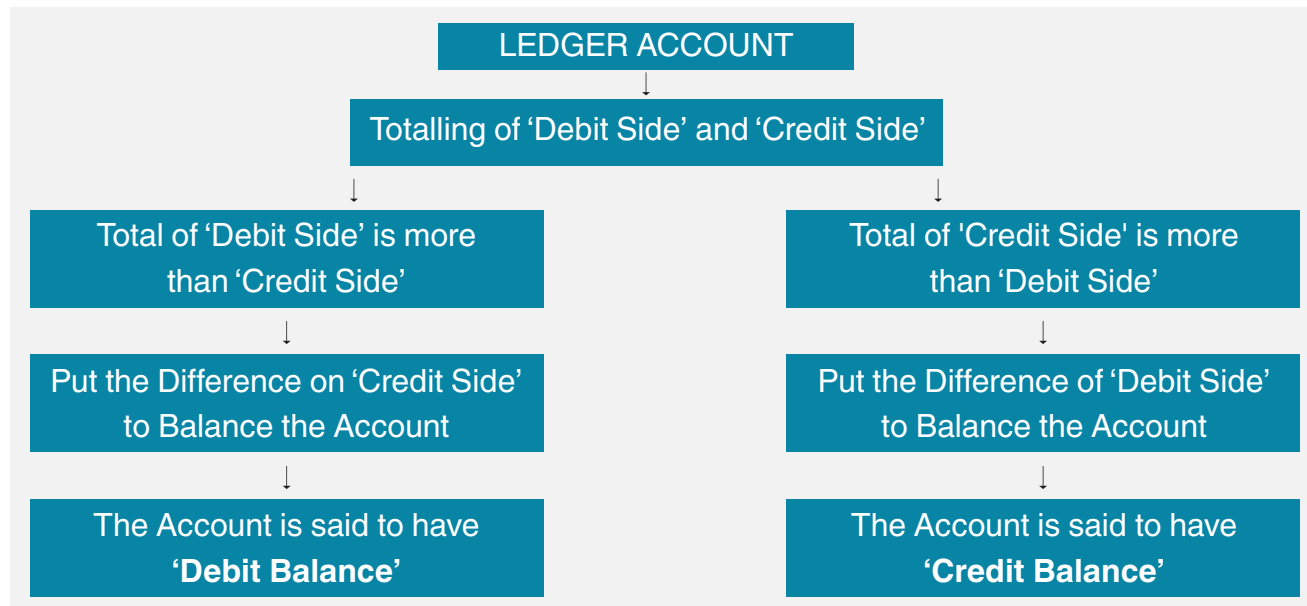 LEDGER ACCOUNT
Totalling of ‘Debit Side’ and ‘Credit Side’
Total of ‘Debit Side’ is more
than ‘Credit Side’
Put the Difference on ‘Credit Side’
to Balance the Account
The Account is said to have
‘Debit Balance’
Total of 'Credit Side' is more
than ‘Debit Side’
Put the Difference of ‘Debit Side’
to Balance the Account
The Account is said to have
‘Credit Balance’